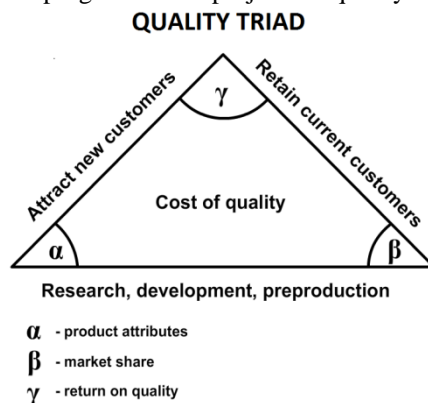 QUALITY TRIAD
Attract new customers
Retain current customers
γ
Cost of quality
α
β
Research, development, preproduction
α - product attributes
β - market share
γ - return on quality